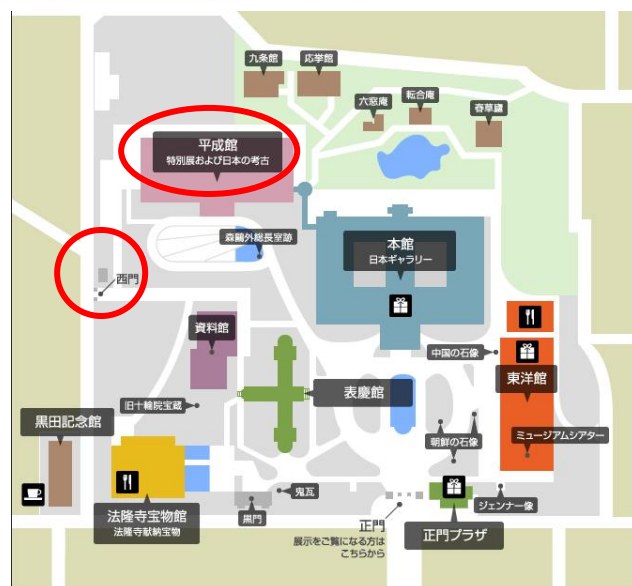 九条館
応挙館
六窓庵
転合庵
春草廬
平成館
特別展および日本の考古
森鷗外総長室跡
本館
日本ギャラリー
西門
資料館
中国の石像
東洋館
表慶館
旧十輪院宝蔵
黒田記念館
朝鮮の石像
ミュージアムシアター
法隆寺宝物館
法隆寺献納宝物
鬼瓦
黒門
正門
展示をご覧になる方は
こちらから
正門プラザ
ジェンナー像